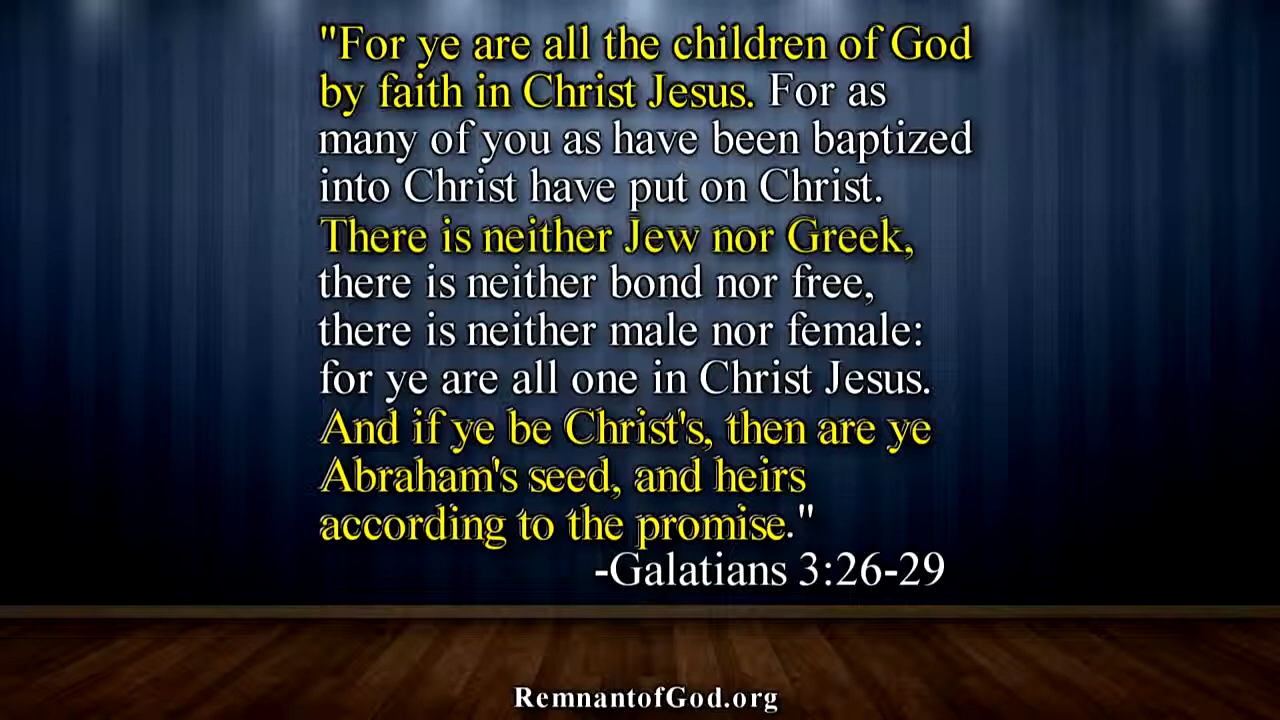 "For ye are all the children of God
by faith in Christ Jesus. For as
many of you as have been baptized
into Christ have put on Christ.
There is neither Jew nor Greek,
there is neither bond nor free,
there is neither male nor female:
for ye are all one in Christ Jesus.
And if ye be Christ's, then are ye
Abraham's seed, and heirs
according to the promise."
-Galatians 3:26-29
RemnantofGod.org